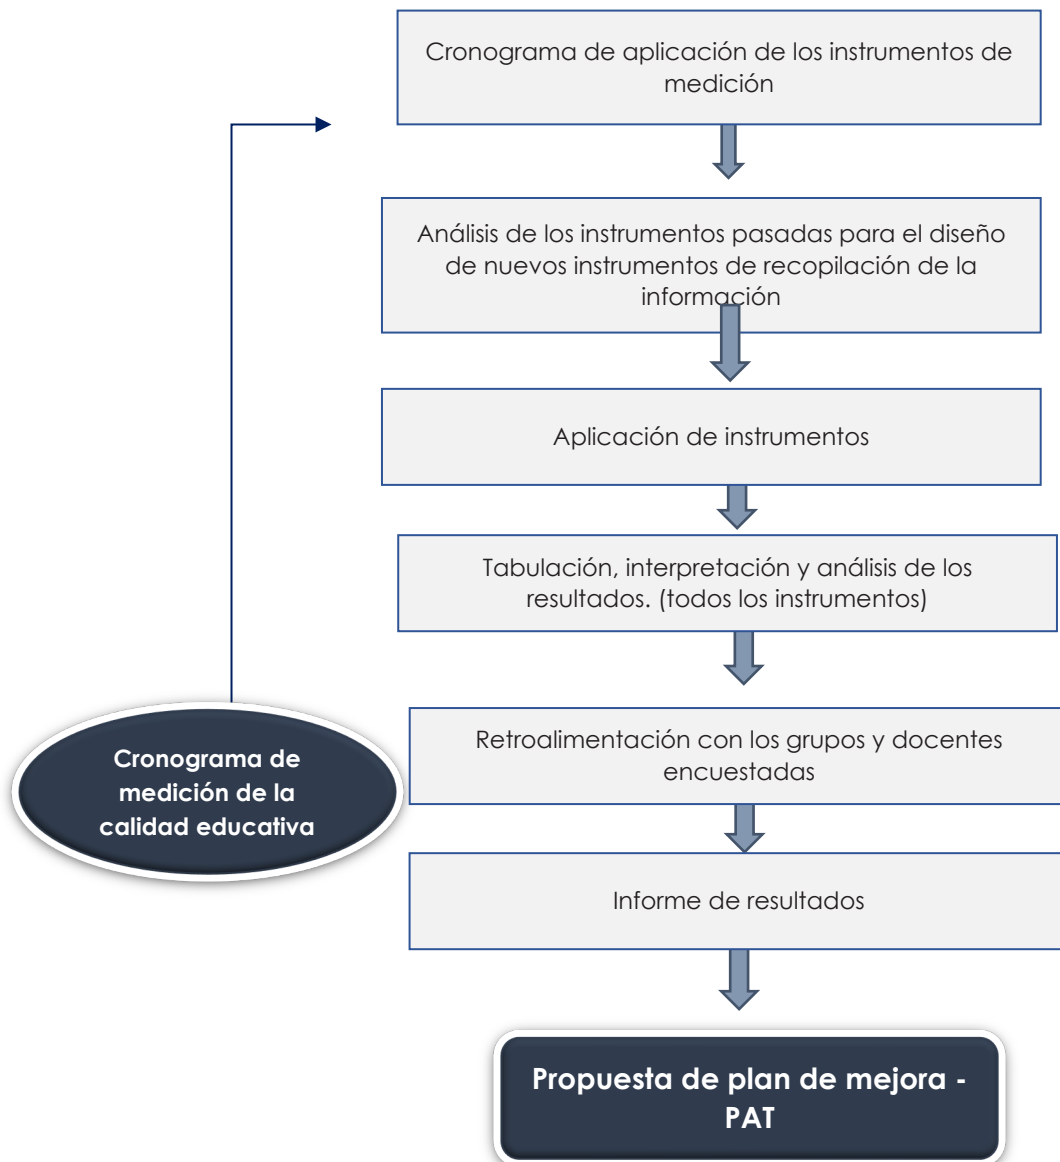 Cronograma de aplicación de los instrumentos de
medición
Análisis de los instrumentos pasadas para el diseño
de nuevos instrumentos de recopilación de la
información
Aplicación de instrumentos
Tabulación, interpretación y análisis de los
resultados. (todos los instrumentos)
Retroalimentación con los grupos y docentes
encuestadas
Cronograma de
medición de la
calidad educativa
Informe de resultados
Propuesta de plan de mejora -
PAT